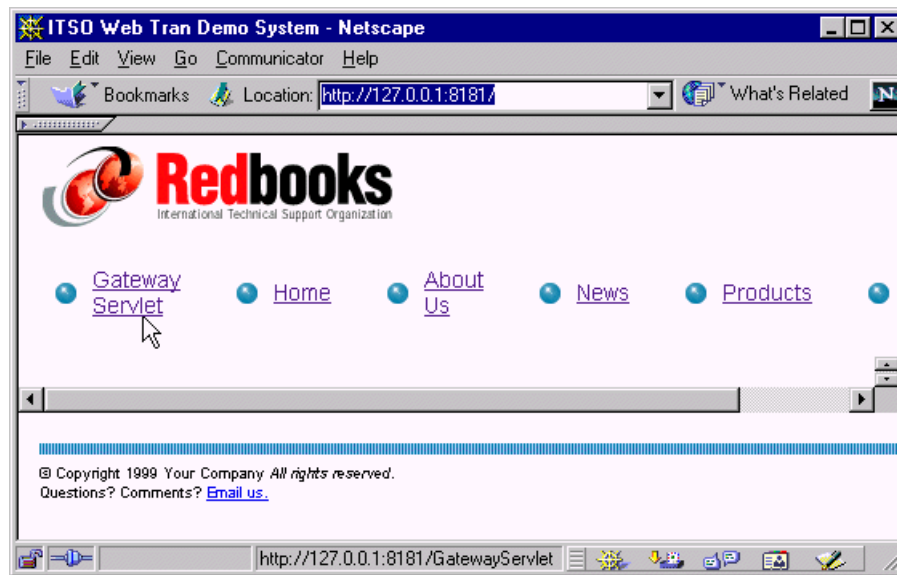 ITSO Web Tran Demo System - Netscape
File Edit View Go Communicator Help
Bookmarks Location: http://127.0.0.1:8181/ What's Related N
Redbooks
International Technical Support Organization
Gateway
Servlet
Home
About
Us
News
Products
© Copyright 1999 Your Company All rights reserved.
Questions? Comments? Email us.
http://127.0.0.1:8181/GatewayServlet